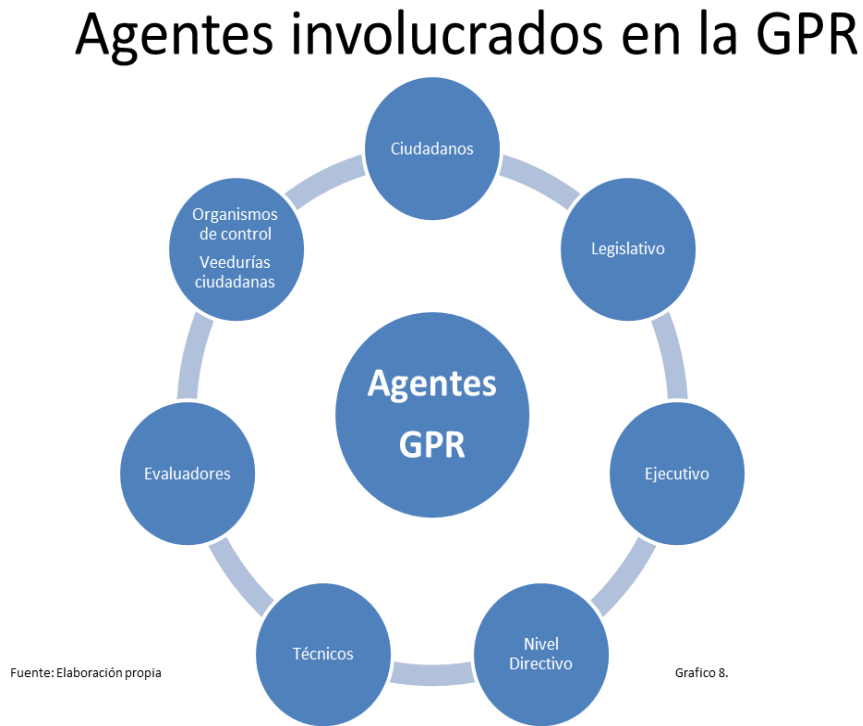 Agentes involucrados en la GPR
Ciudadanos
Legislativo
Ejecutivo
Nivel
Directivo
Técnicos
Evaluadores
Organismos
de control
Veedurías
ciudadanas
Agentes
GPR
Fuente: Elaboración propia
Grafico 8.